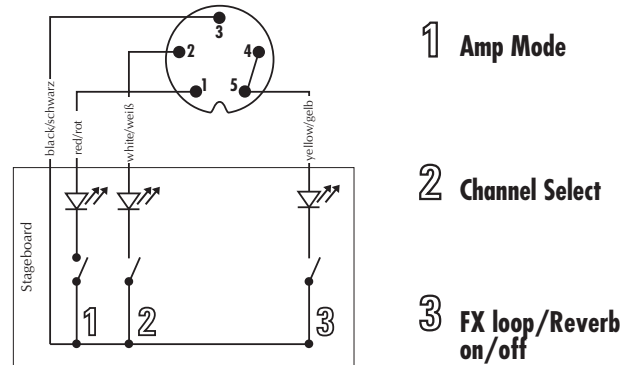 3
2
4
1
5
black/schwarz
red/rot
white/weiß
yellow/gelb
Stageboard
1
2
3
1 Amp Mode
2 Channel Select
3 FX loop/Reverb
on/off